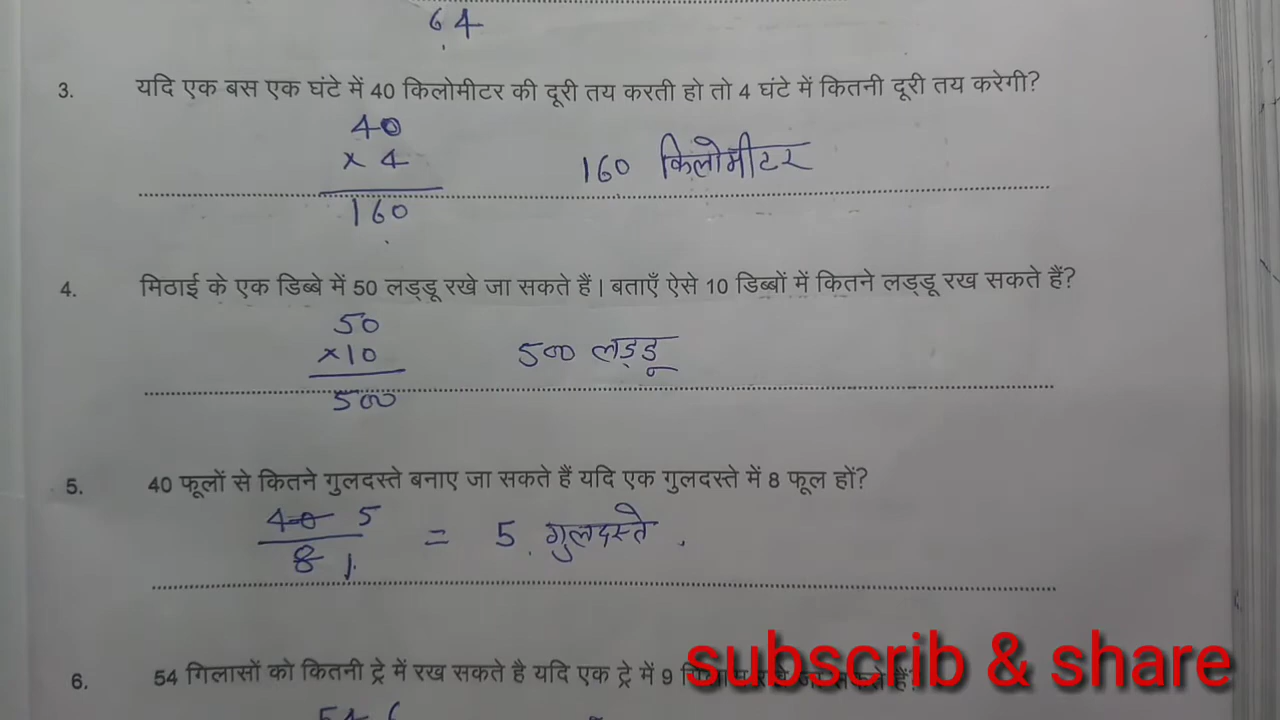 64
3. यदि एक बस एक घंटे में 40 किलोमीटर की दूरी तय करती हो तो 4 घंटे में कितनी दूरी तय करेगी?
40
× 4 160 किलोमीटर
160
4. मिठाई के एक डिब्बे में 50 लड्डू रखे जा सकते हैं। बताएँ ऐसे 10 डिब्बों में कितने लड्डू रख सकते हैं?
50
×10 500 लड्डू
500
5. 40 फूलों से कितने गुलदस्ते बनाए जा सकते हैं यदि एक गुलदस्ते में 8 फूल हों?
40 5
8 1 = 5 गुलदस्ते
6. 54 गिलासों को कितनी ट्रे में रख सकते है यदि एक ट्रे में 9
subscrib & share
54 6